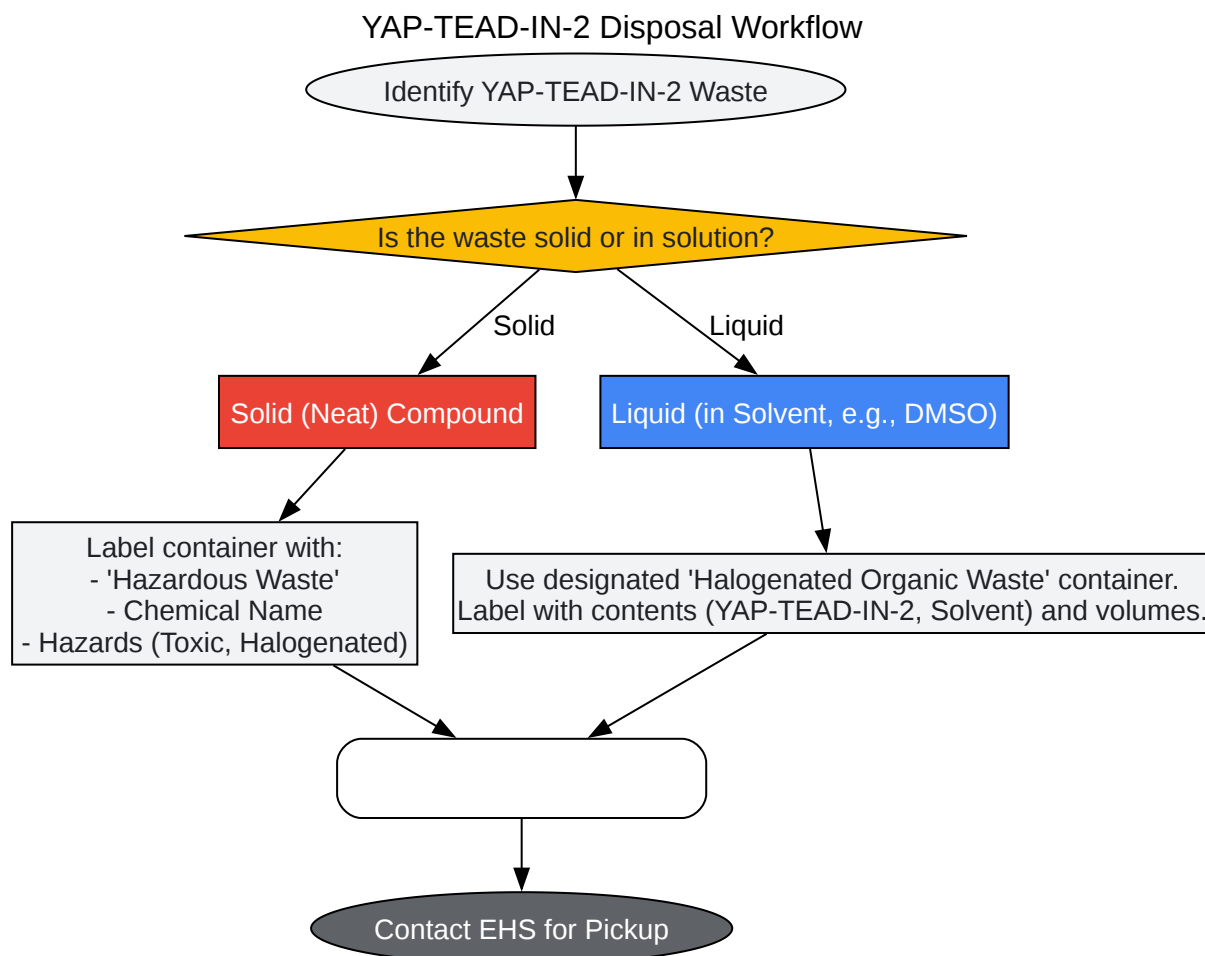 YAP-TEAD-IN-2 Disposal Workflow
Identify YAP-TEAD-IN-2 Waste
Is the waste solid or in solution?
Solid
Liquid
Solid (Neat) Compound
Liquid (in Solvent, e.g., DMSO)
Label container with:
- 'Hazardous Waste'
- Chemical Name
- Hazards (Toxic, Halogenated)
Use designated 'Halogenated Organic Waste' container.
Label with contents (YAP-TEAD-IN-2, Solvent) and volumes.
Contact EHS for Pickup